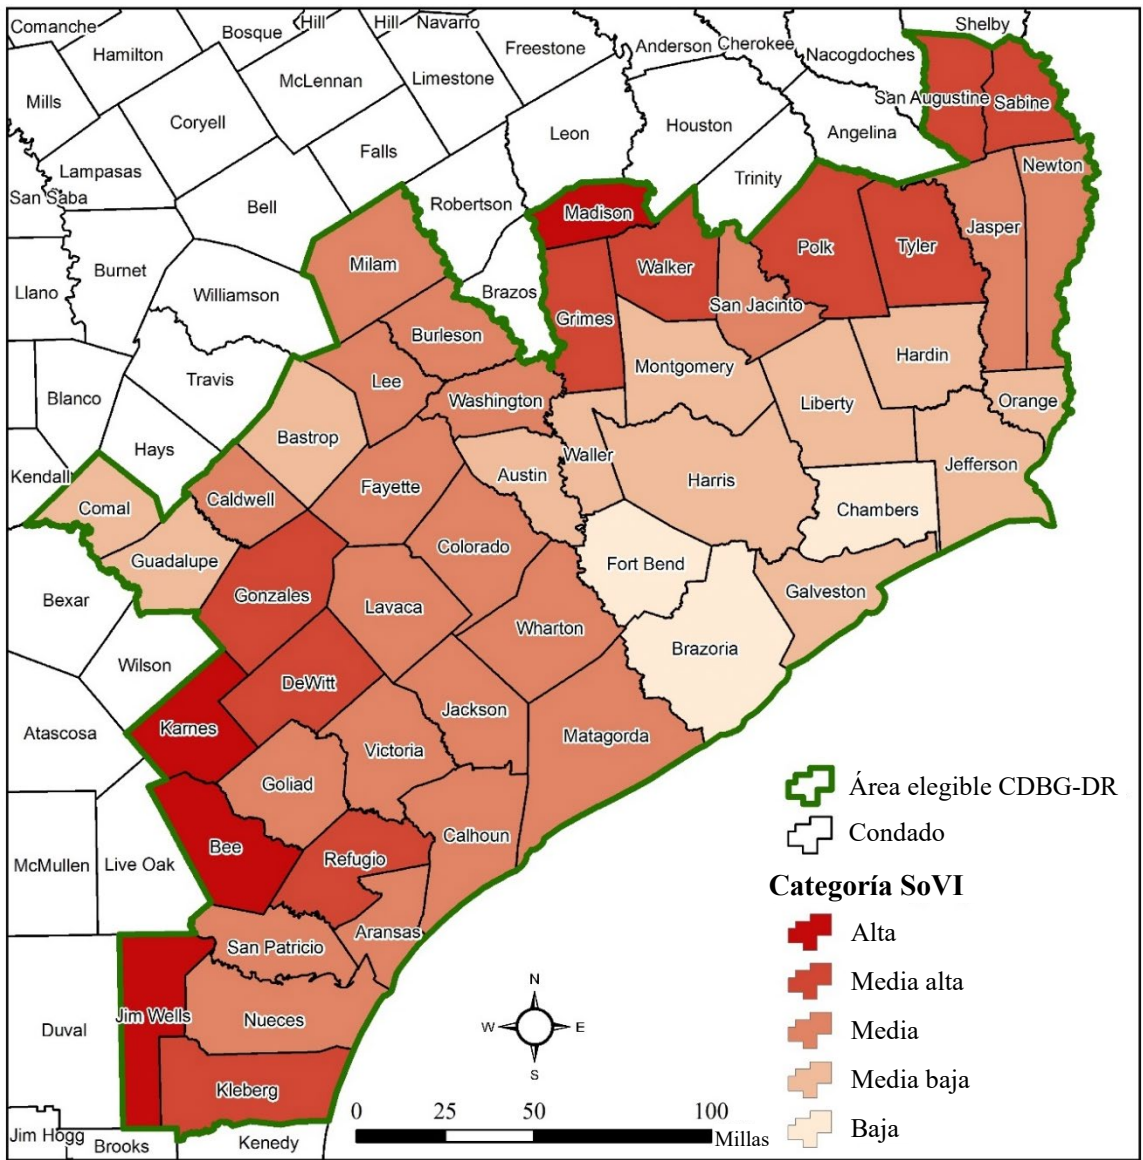 Comanche
Hamilton
Bosque
Hill
Hill
Navarro
Freestone
Anderson
Cherokee
Nacogdoches
Shelby
Mills
McLennan
Limestone
San Augustine
Sabine
Coryell
Leon
Houston
Angelina
Lampasas
Falls
Trinity
Newton
San Saba
Bell
Robertson
Madison
Jasper
Burnet
Milam
Walker
Polk
Tyler
Llano
Williamson
Brazos
San Jacinto
Grimes
Burleson
Travis
Lee
Montgomery
Hardin
Blanco
Washington
Liberty
Orange
Hays
Bastrop
Waller
Kendall
Austin
Harris
Jefferson
Comal
Caldwell
Fayette
Chambers
Guadalupe
Colorado
Fort Bend
Bexar
Gonzales
Lavaca
Galveston
Wharton
Brazoria
Wilson
DeWitt
Atascosa
Karnes
Jackson
Matagorda
Victoria
Goliad
Calhoun
McMullen
Live Oak
Bee
Refugio
San Patricio
Aransas
Duval
Jim Wells
Nueces
Kleberg
Jim Hogg
Brooks
Kenedy
Área elegible CDBG-DR
Condado
Categoría SoVI
Alta
Media alta
Media
Media baja
Baja
N
W
E
S
0
25
50
100
Millas